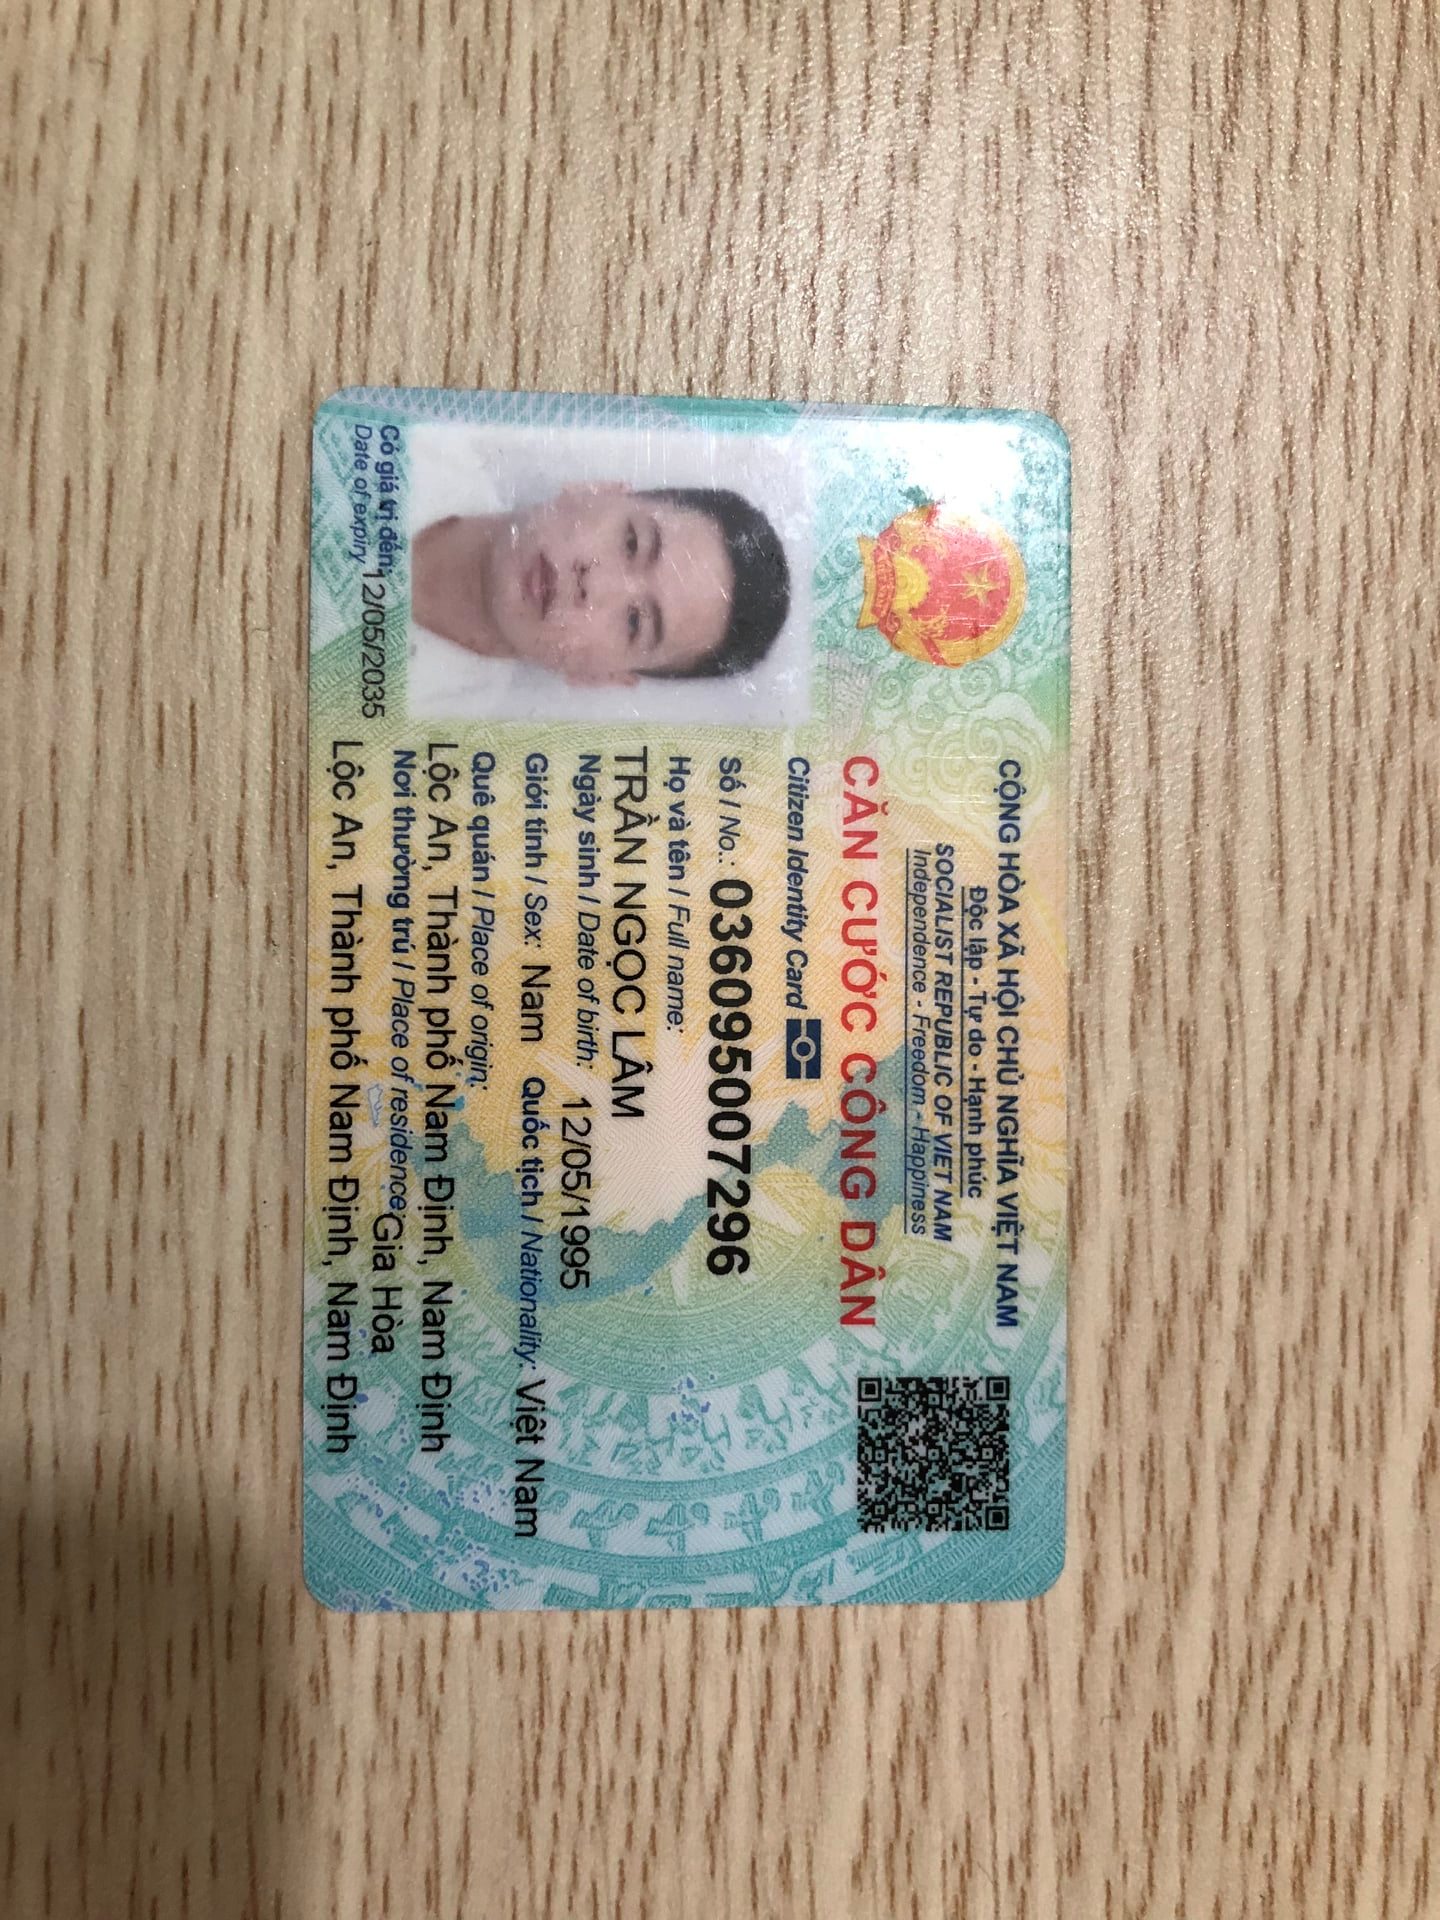 CỘNG HÒA XÃ HỘI CHỦ NGHĨA VIỆT NAM
Độc lập - Tự do - Hạnh phúc
SOCIALIST REPUBLIC OF VIET NAM
Independence - Freedom - Happiness
CĂN CƯỚC CÔNG DÂN
Citizen Identity Card
Số / No.: 036095007296
Họ và tên / Full name:
TRẦN NGỌC LÂM
Ngày sinh / Date of birth: 12/05/1995
Giới tính / Sex: Nam Quốc tịch / Nationality: Việt Nam
Quê quán / Place of origin:
Lộc An, Thành phố Nam Định, Nam Định
Nơi thường trú / Place of residence: Gia Hòa
Lộc An, Thành phố Nam Định, Nam Định
Có giá trị đến: 12/05/2035
Date of expiry